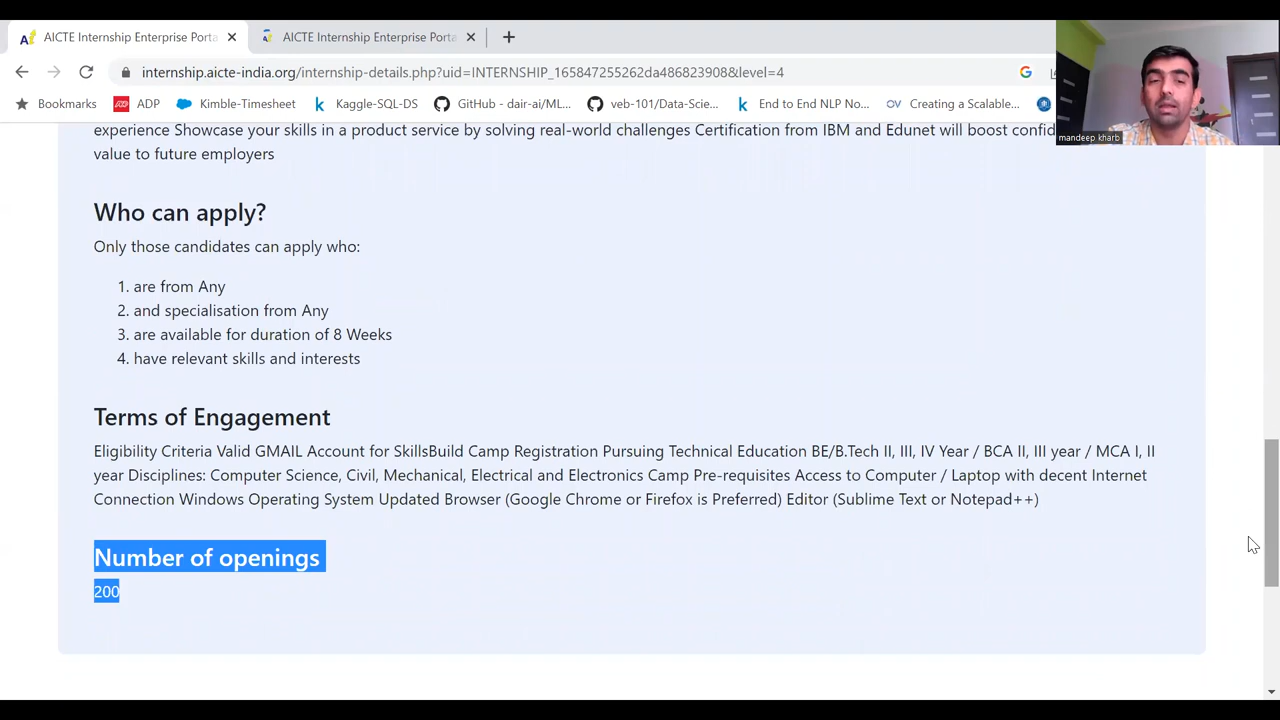 AICTE Internship Enterprise Porta
AICTE Internship Enterprise Porta
internship.aicte-india.org/internship-details.php?uid=INTERNSHIP_165847255262da486823908&level=4
Bookmarks ADP Kimble-Timesheet Kaggle-SQL-DS GitHub - dair-ai/ML... veb-101/Data-Scie... End to End NLP No... Creating a Scalable...
mandeep kharb
experience Showcase your skills in a product service by solving real-world challenges Certification from IBM and Edunet will boost confid
value to future employers
Who can apply?
Only those candidates can apply who:
1. are from Any
2. and specialisation from Any
3. are available for duration of 8 Weeks
4. have relevant skills and interests
Terms of Engagement
Eligibility Criteria Valid GMAIL Account for SkillsBuild Camp Registration Pursuing Technical Education BE/B.Tech II, III, IV Year / BCA II, III year / MCA I, II
year Disciplines: Computer Science, Civil, Mechanical, Electrical and Electronics Camp Pre-requisites Access to Computer / Laptop with decent Internet
Connection Windows Operating System Updated Browser (Google Chrome or Firefox is Preferred) Editor (Sublime Text or Notepad++)
Number of openings
200